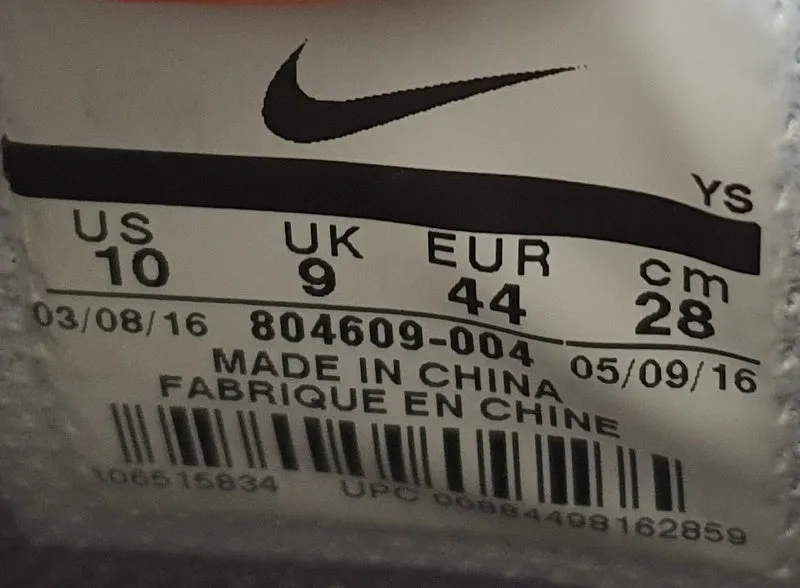 YS
US UK EUR cm
10 9 44 28
03/08/16 804609-004 05/09/16
MADE IN CHINA
FABRIQUE EN CHINE
106515834 UPC 00884498162859